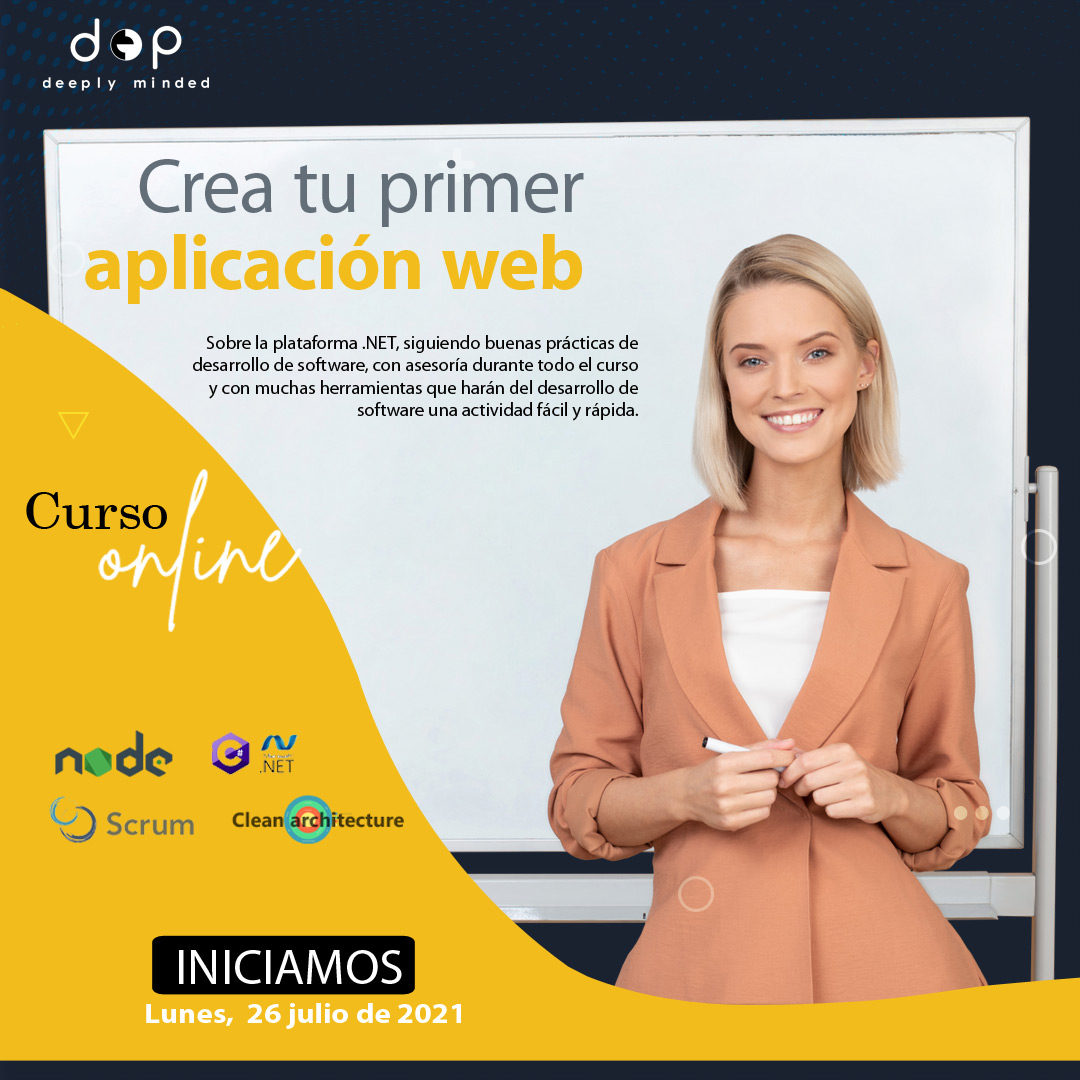 dep
deeply minded
Crea tu primer
aplicación web
Sobre la plataforma .NET, siguiendo buenas prácticas de
desarrollo de software, con asesoría durante todo el curso
y con muchas herramientas que harán del desarrollo de
software una actividad fácil y rápida.
Curso
online
node
C#
Microsoft
.NET
Scrum
Clean architecture
INICIAMOS
Lunes, 26 julio de 2021